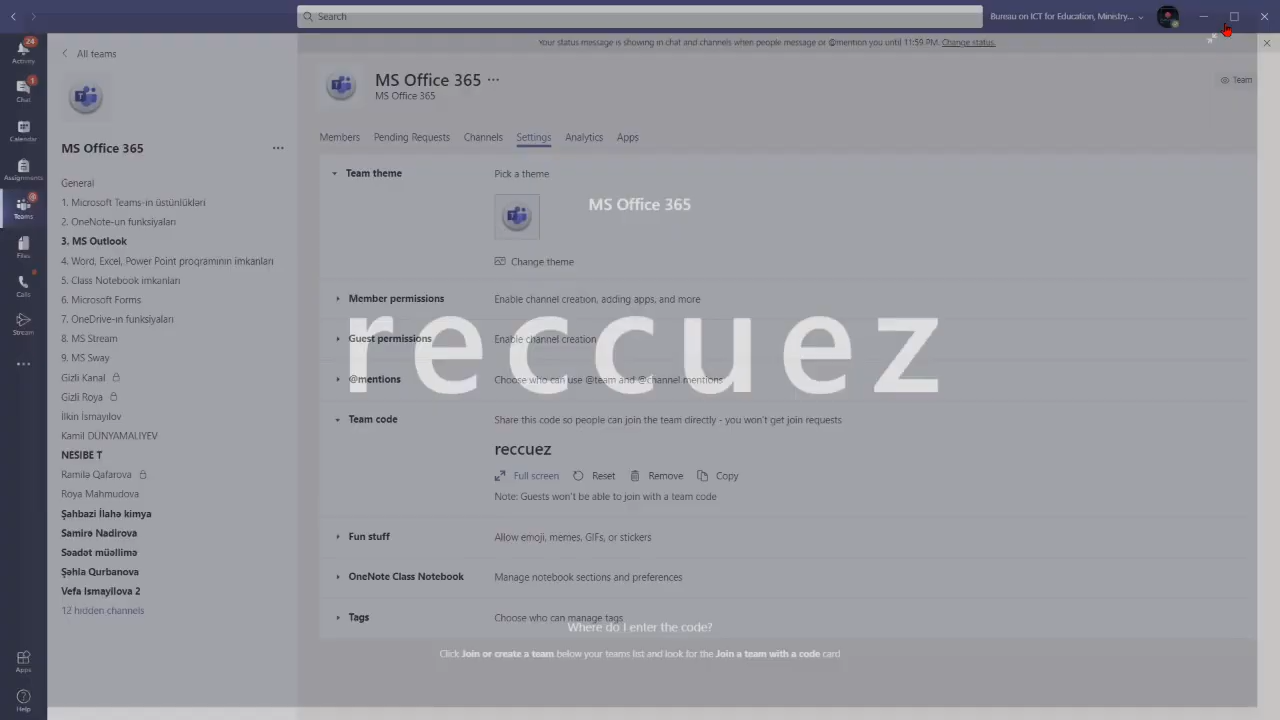 Search
Bureau on ICT for Education, Ministry...
Your status message is showing in chat and channels when people message or @mention you until 11:59 PM. Change status.
24
Activity
1
Chat
Calendar
Assignments
Teams
Files
Calls
Stream
Apps
Help
All teams
MS Office 365
General
1. Microsoft Teams-in üstünlükləri
2. OneNote-un funksiyaları
3. MS Outlook
4. Word, Excel, Power Point proqramının imkanları
5. Class Notebook imkanları
6. Microsoft Forms
7. OneDrive-ın funksiyaları
8. MS Stream
9. MS Sway
Gizli Kanal
Gizli Roya
İlkin İsmayılov
Kamil DÜNYAMALIYEV
NESIBE T
Ramilə Qafarova
Roya Mahmudova
Şahbazi İlahə kimya
Samirə Nadirova
Səadət müəllimə
Şəhla Qurbanova
Vefa Ismayilova 2
12 hidden channels
MS Office 365 ...
MS Office 365
Team
Members Pending Requests Channels Settings Analytics Apps
Team theme Pick a theme
MS Office 365
Change theme
Member permissions Enable channel creation, adding apps, and more
reccuez
Guest permissions Enable channel creation
@mentions Choose who can use @team and @channel mentions
Team code Share this code so people can join the team directly - you won't get join requests
reccuez
Full screen Reset Remove Copy
Note: Guests won't be able to join with a team code
Fun stuff Allow emoji, memes, GIFs, or stickers
OneNote Class Notebook Manage notebook sections and preferences
Tags Choose who can manage tags
Where do I enter the code?
Click Join or create a team below your teams list and look for the Join a team with a code card